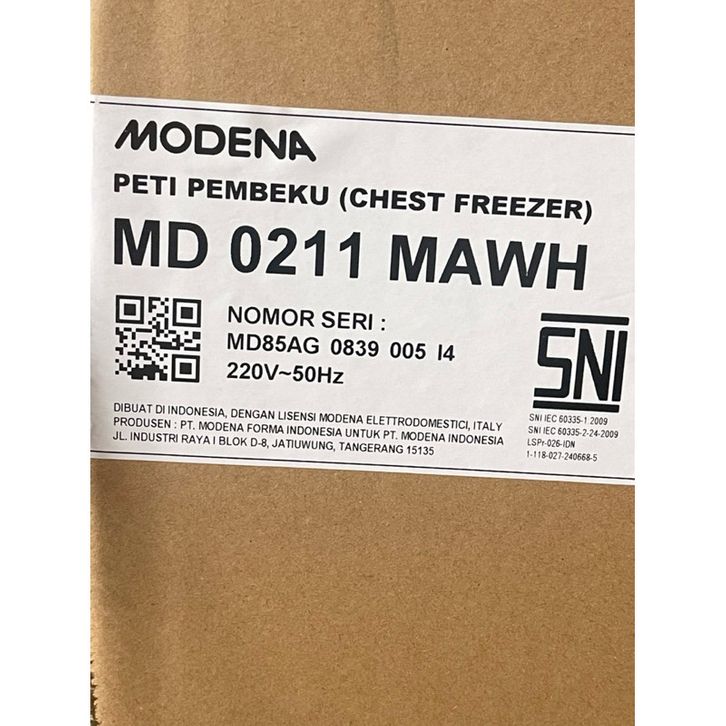 MODENA
PETI PEMBEKU (CHEST FREEZER)
MD 0211 MAWH
NOMOR SERI :
MD85AG 0839 005 I4
220V~50Hz
SNI
DIBUAT DI INDONESIA, DENGAN LISENSI MODENA ELETTRODOMESTICI, ITALY
PRODUSEN : PT. MODENA FORMA INDONESIA UNTUK PT. MODENA INDONESIA
JL. INDUSTRI RAYA I BLOK D-8, JATIUWUNG, TANGERANG 15135
SNI IEC 60335-1:2009
SNI IEC 60335-2-24-2009
LSPr-026-IDN
1-118-027-240668-5